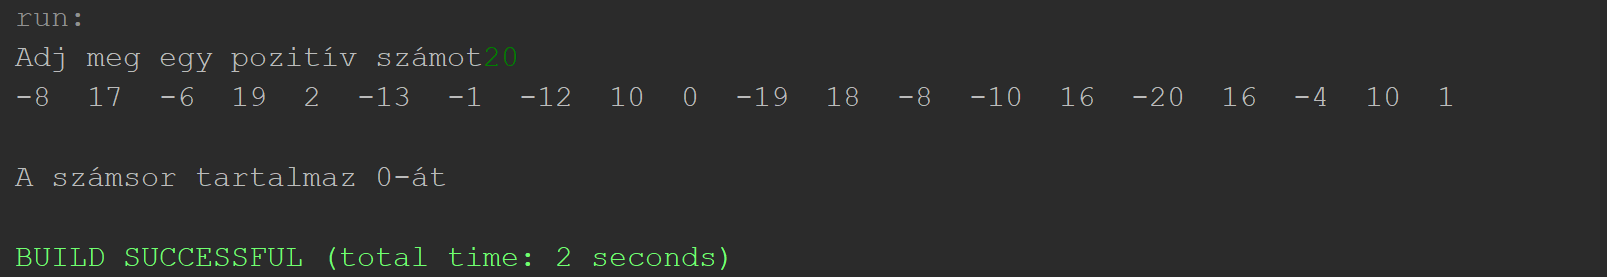 run:
Adj meg egy pozitív számot20
-8  17  -6  19  2  -13  -1  -12  10  0  -19  18  -8  -10  16  -20  16  -4  10  1
A számsor tartalmaz 0-át
BUILD SUCCESSFUL (total time: 2 seconds)